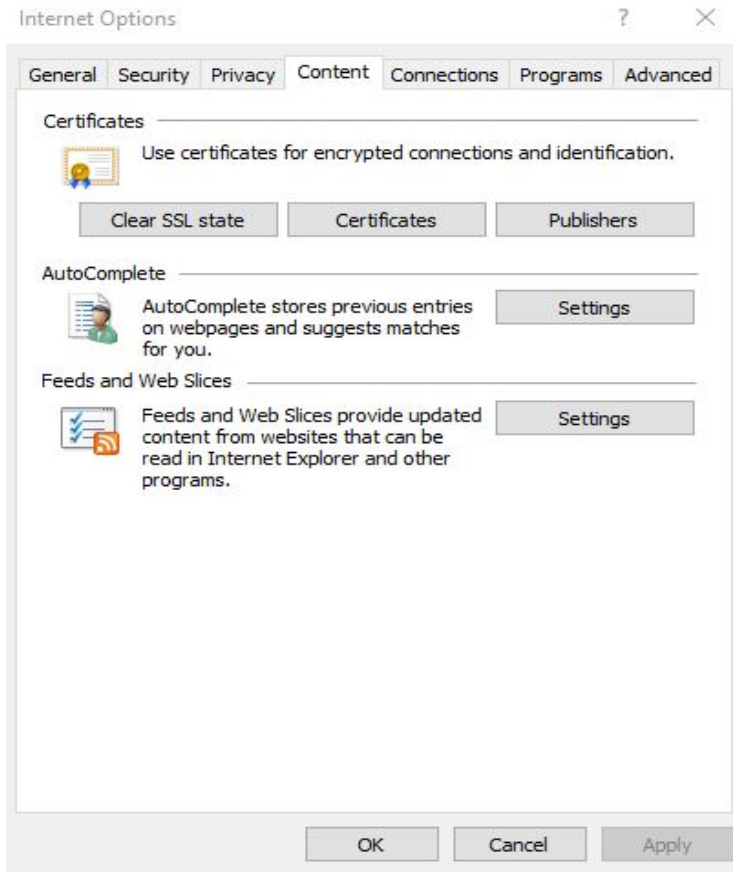 Internet Options
General Security Privacy Content Connections Programs Advanced
Certificates
Use certificates for encrypted connections and identification.
Clear SSL state Certificates Publishers
AutoComplete
AutoComplete stores previous entries
on webpages and suggests matches
for you.
Settings
Feeds and Web Slices
Feeds and Web Slices provide updated
content from websites that can be
read in Internet Explorer and other
programs.
Settings
OK Cancel Apply